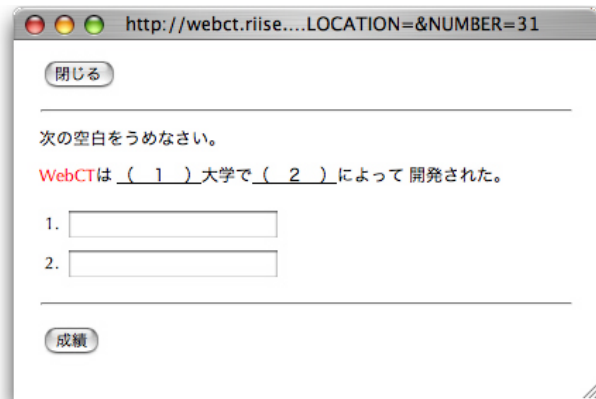 http://webct.riise....LOCATION=&NUMBER=31
閉じる
次の空白をうめなさい。
WebCTは （　1　）大学で（　2　）によって 開発された。
1.
2.
成績